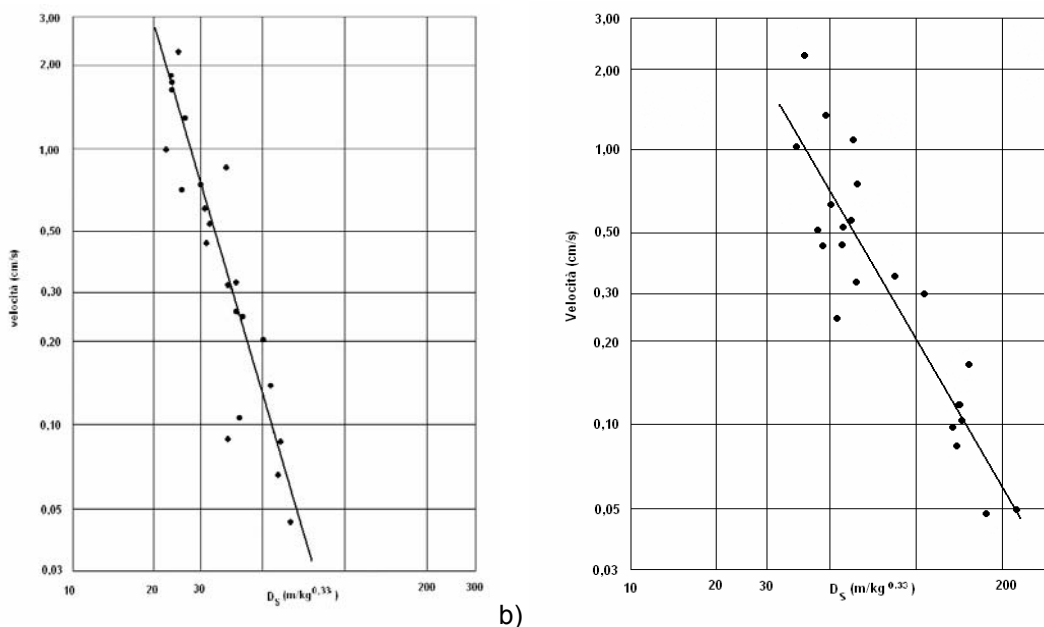 3,00
2,00
1,00
0,50
0,30
0,20
0,10
0,05
0,03
velocità (cm/s)
10 20 30 200 300
D_S (m/kg^0,33)
b)
3,00
2,00
1,00
0,50
0,30
0,20
0,10
0,05
0,03
Velocità (cm/s)
10 20 30 200
D_S (m/kg^0.33)